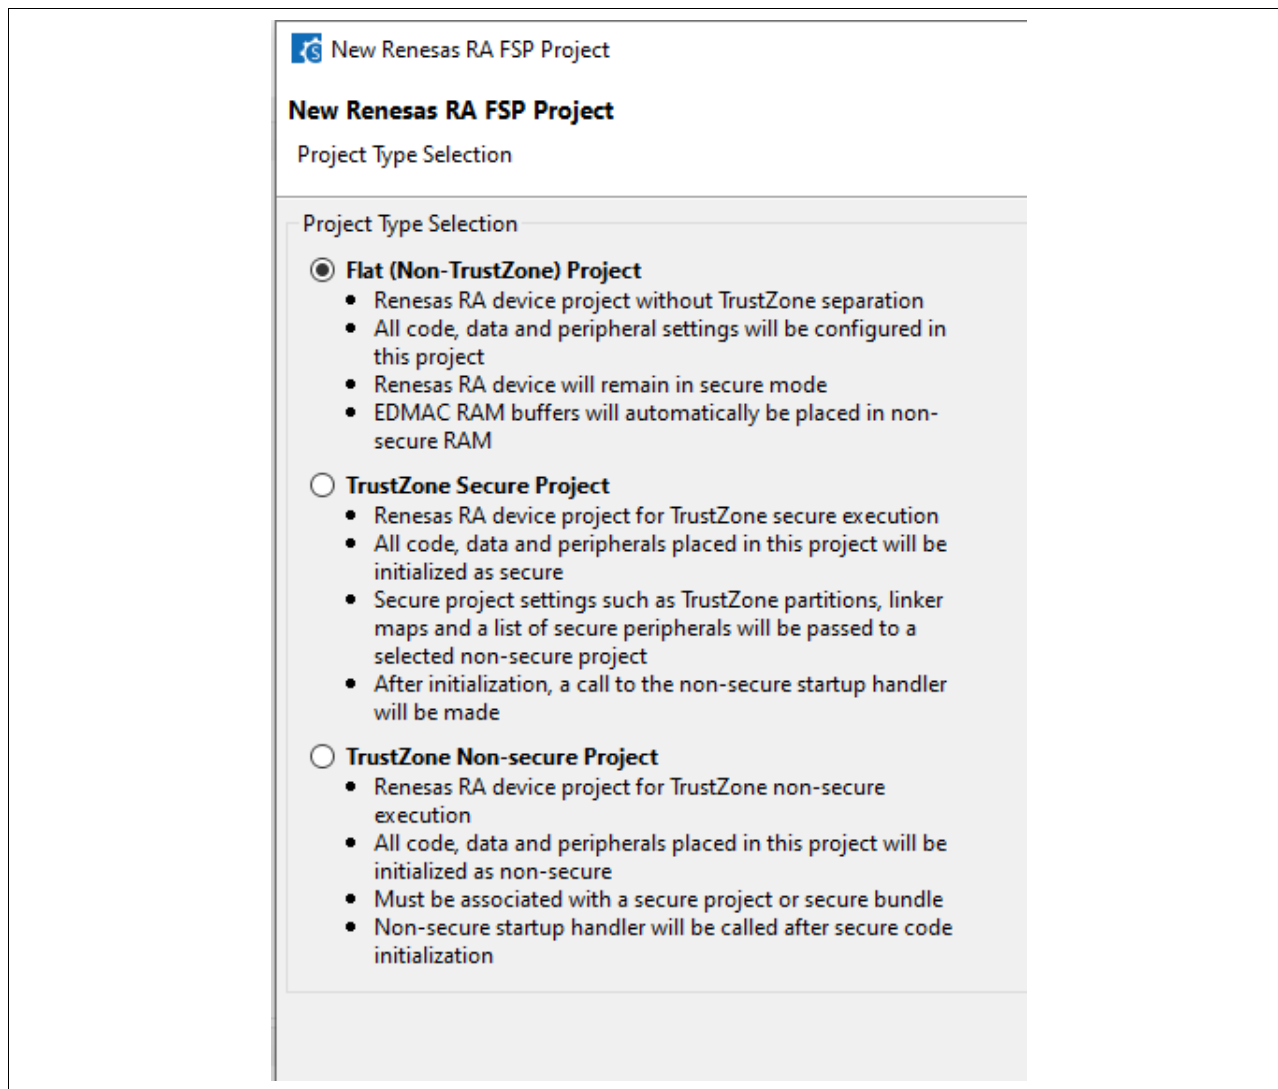 New Renesas RA FSP Project
New Renesas RA FSP Project
Project Type Selection
Project Type Selection
Flat (Non-TrustZone) Project
• Renesas RA device project without TrustZone separation
• All code, data and peripheral settings will be configured in
this project
• Renesas RA device will remain in secure mode
• EDMAC RAM buffers will automatically be placed in non-
secure RAM
TrustZone Secure Project
• Renesas RA device project for TrustZone secure execution
• All code, data and peripherals placed in this project will be
initialized as secure
• Secure project settings such as TrustZone partitions, linker
maps and a list of secure peripherals will be passed to a
selected non-secure project
• After initialization, a call to the non-secure startup handler
will be made
TrustZone Non-secure Project
• Renesas RA device project for TrustZone non-secure
execution
• All code, data and peripherals placed in this project will be
initialized as non-secure
• Must be associated with a secure project or secure bundle
• Non-secure startup handler will be called after secure code
initialization